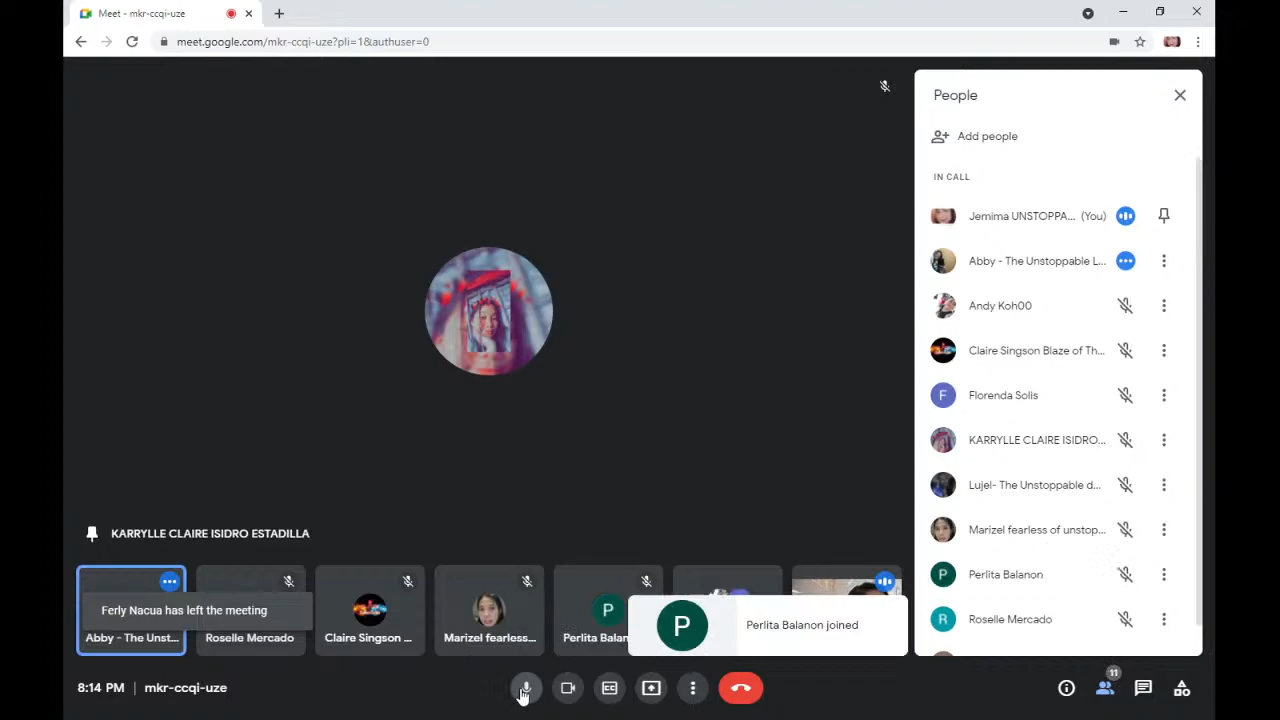 Meet - mkr-ccqi-uze
meet.google.com/mkr-ccqi-uze?pli=1&authuser=0
People
Add people
IN CALL
Jemima UNSTOPPA... (You)
Abby - The Unstoppable L...
Andy Koh00
Claire Singson Blaze of Th...
F Florenda Solis
KARRYLLE CLAIRE ISIDRO...
Lujel- The Unstoppable d...
Marizel fearless of unstop...
P Perlita Balanon
R Roselle Mercado
KARRYLLE CLAIRE ISIDRO ESTADILLA
Ferly Nacua has left the meeting
Abby - The Unst...
Roselle Mercado
Claire Singson ...
Marizel fearless...
P
Perlita Balan
P
Perlita Balanon joined
8:14 PM | mkr-ccqi-uze
CC
11